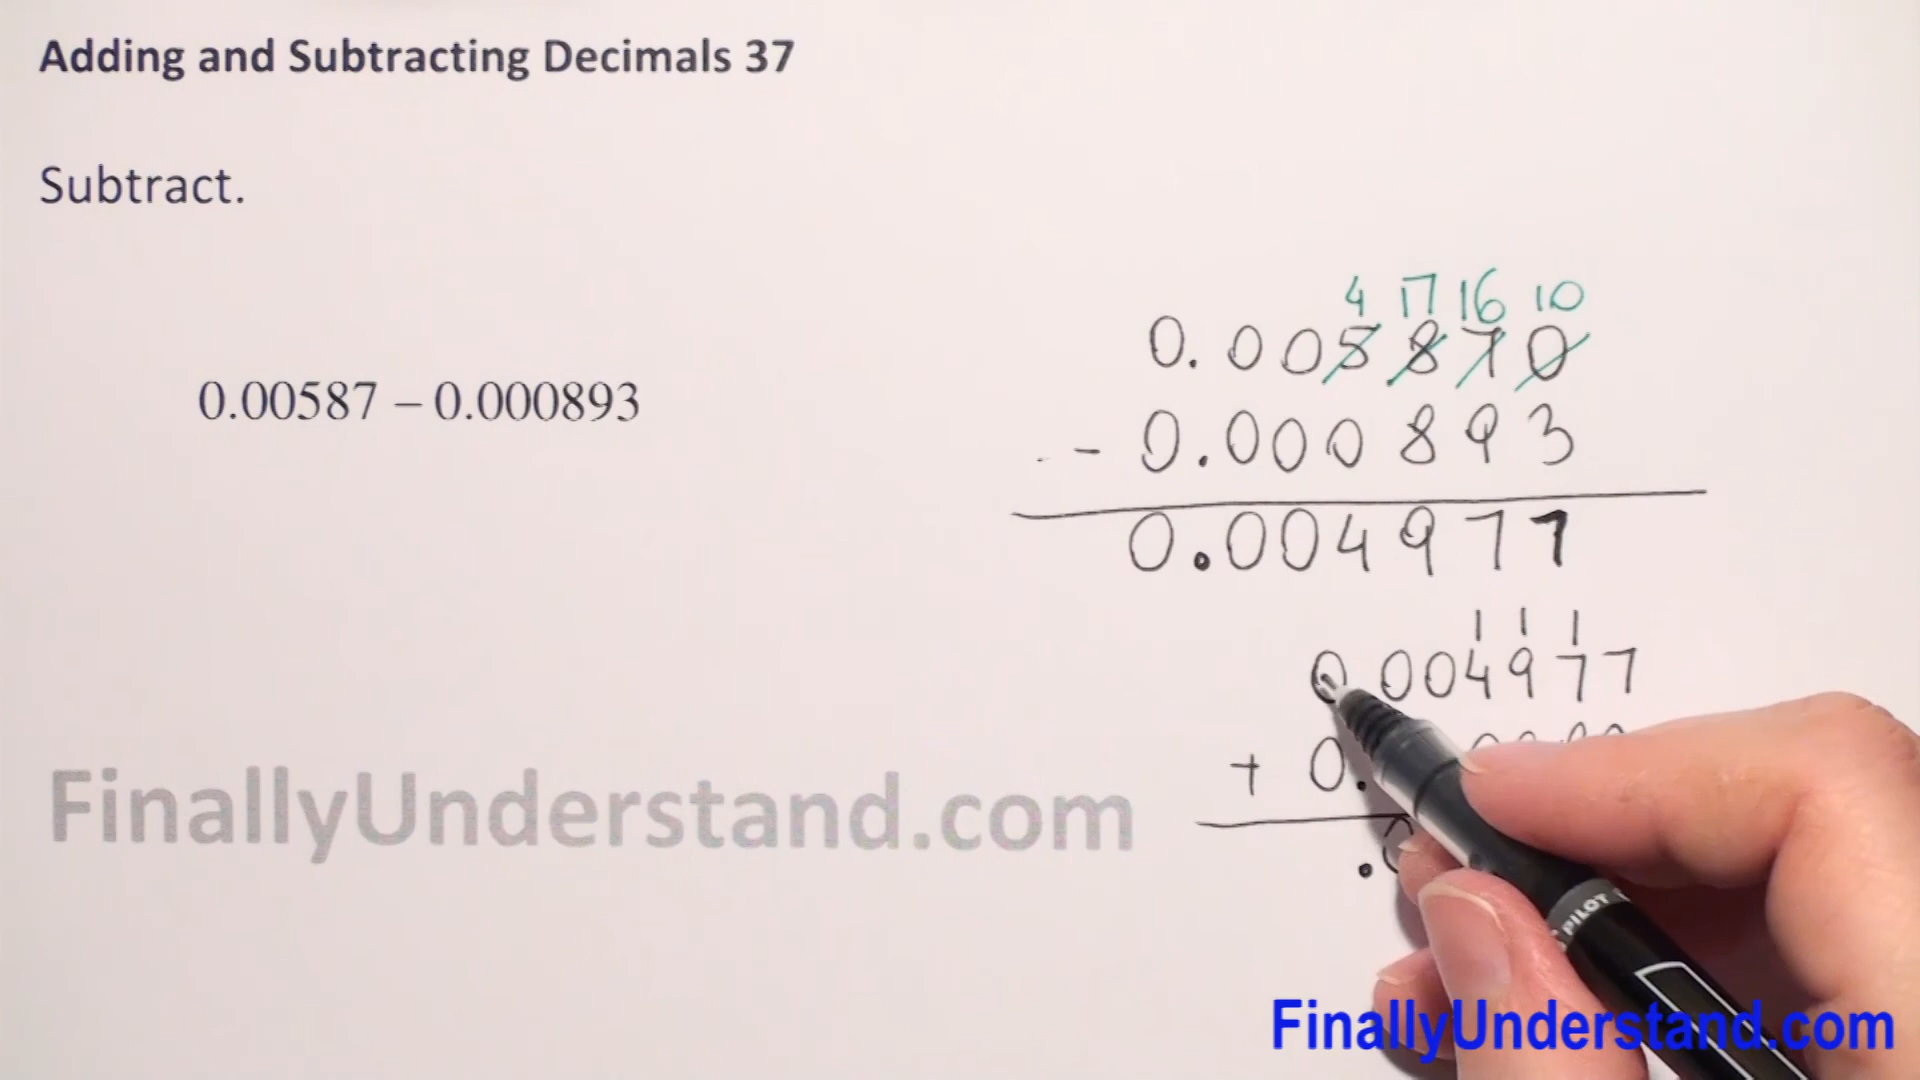 Adding and Subtracting Decimals 37
Subtract.
0.00587 – 0.000893
4 17 16 10
0.005870
- 0.000893
0.004977
1 1 1
0 004977
+ 0.
.
FinallyUnderstand.com
PILOT
FinallyUnderstand.com